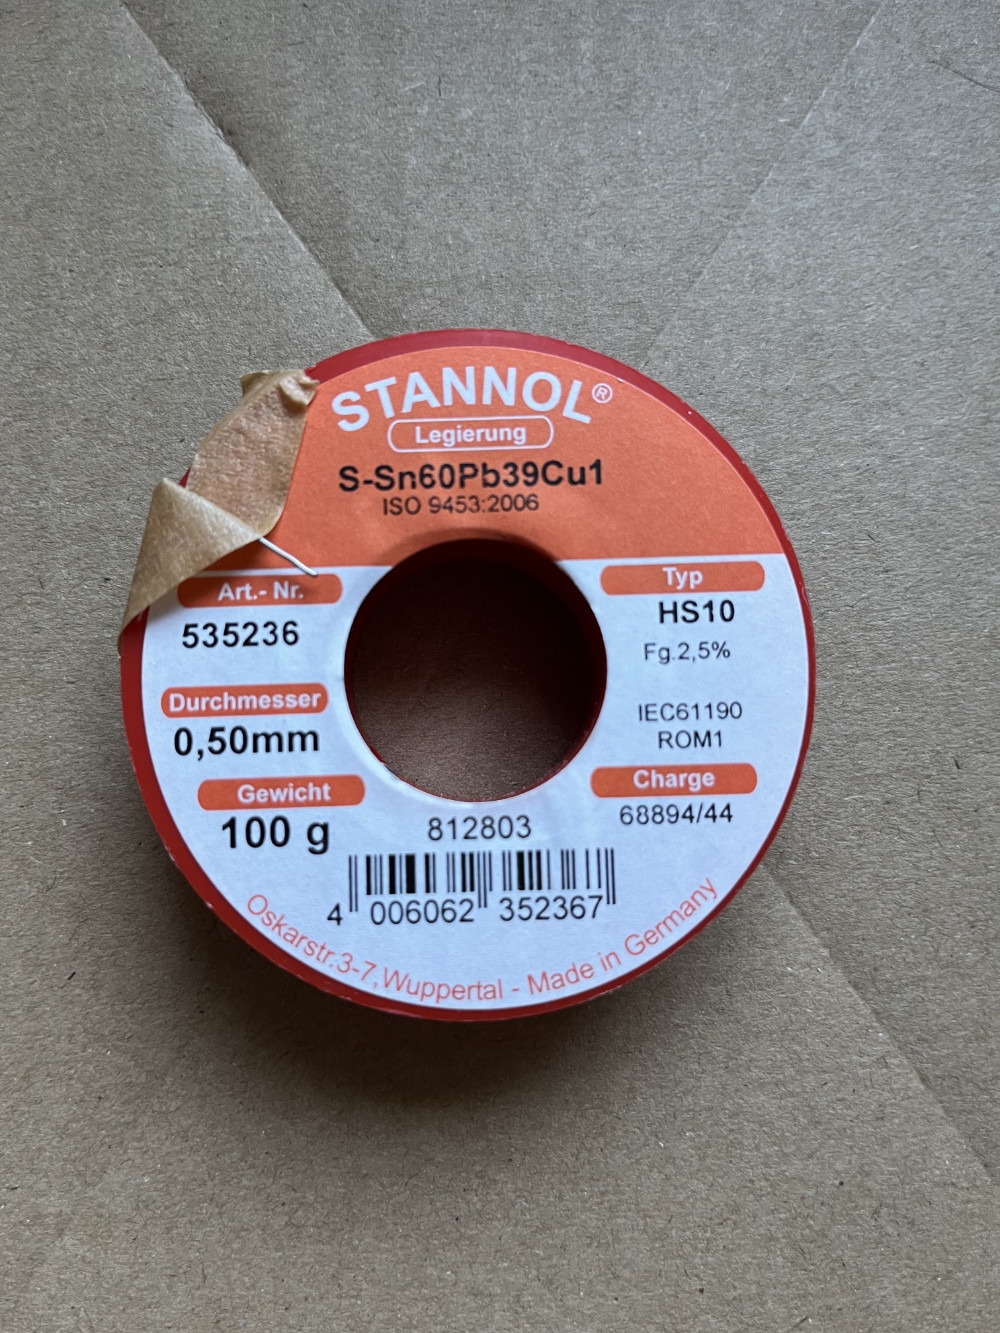 STANNOL®
Legierung
S-Sn60Pb39Cu1
ISO 9453:2006
Art.- Nr.
535236
Durchmesser
0,50mm
Gewicht
100 g
Typ
HS10
Fg.2,5%
IEC61190
ROM1
Charge
68894/44
812803
4 006062 352367
Oskarstr.3-7,Wuppertal - Made in Germany